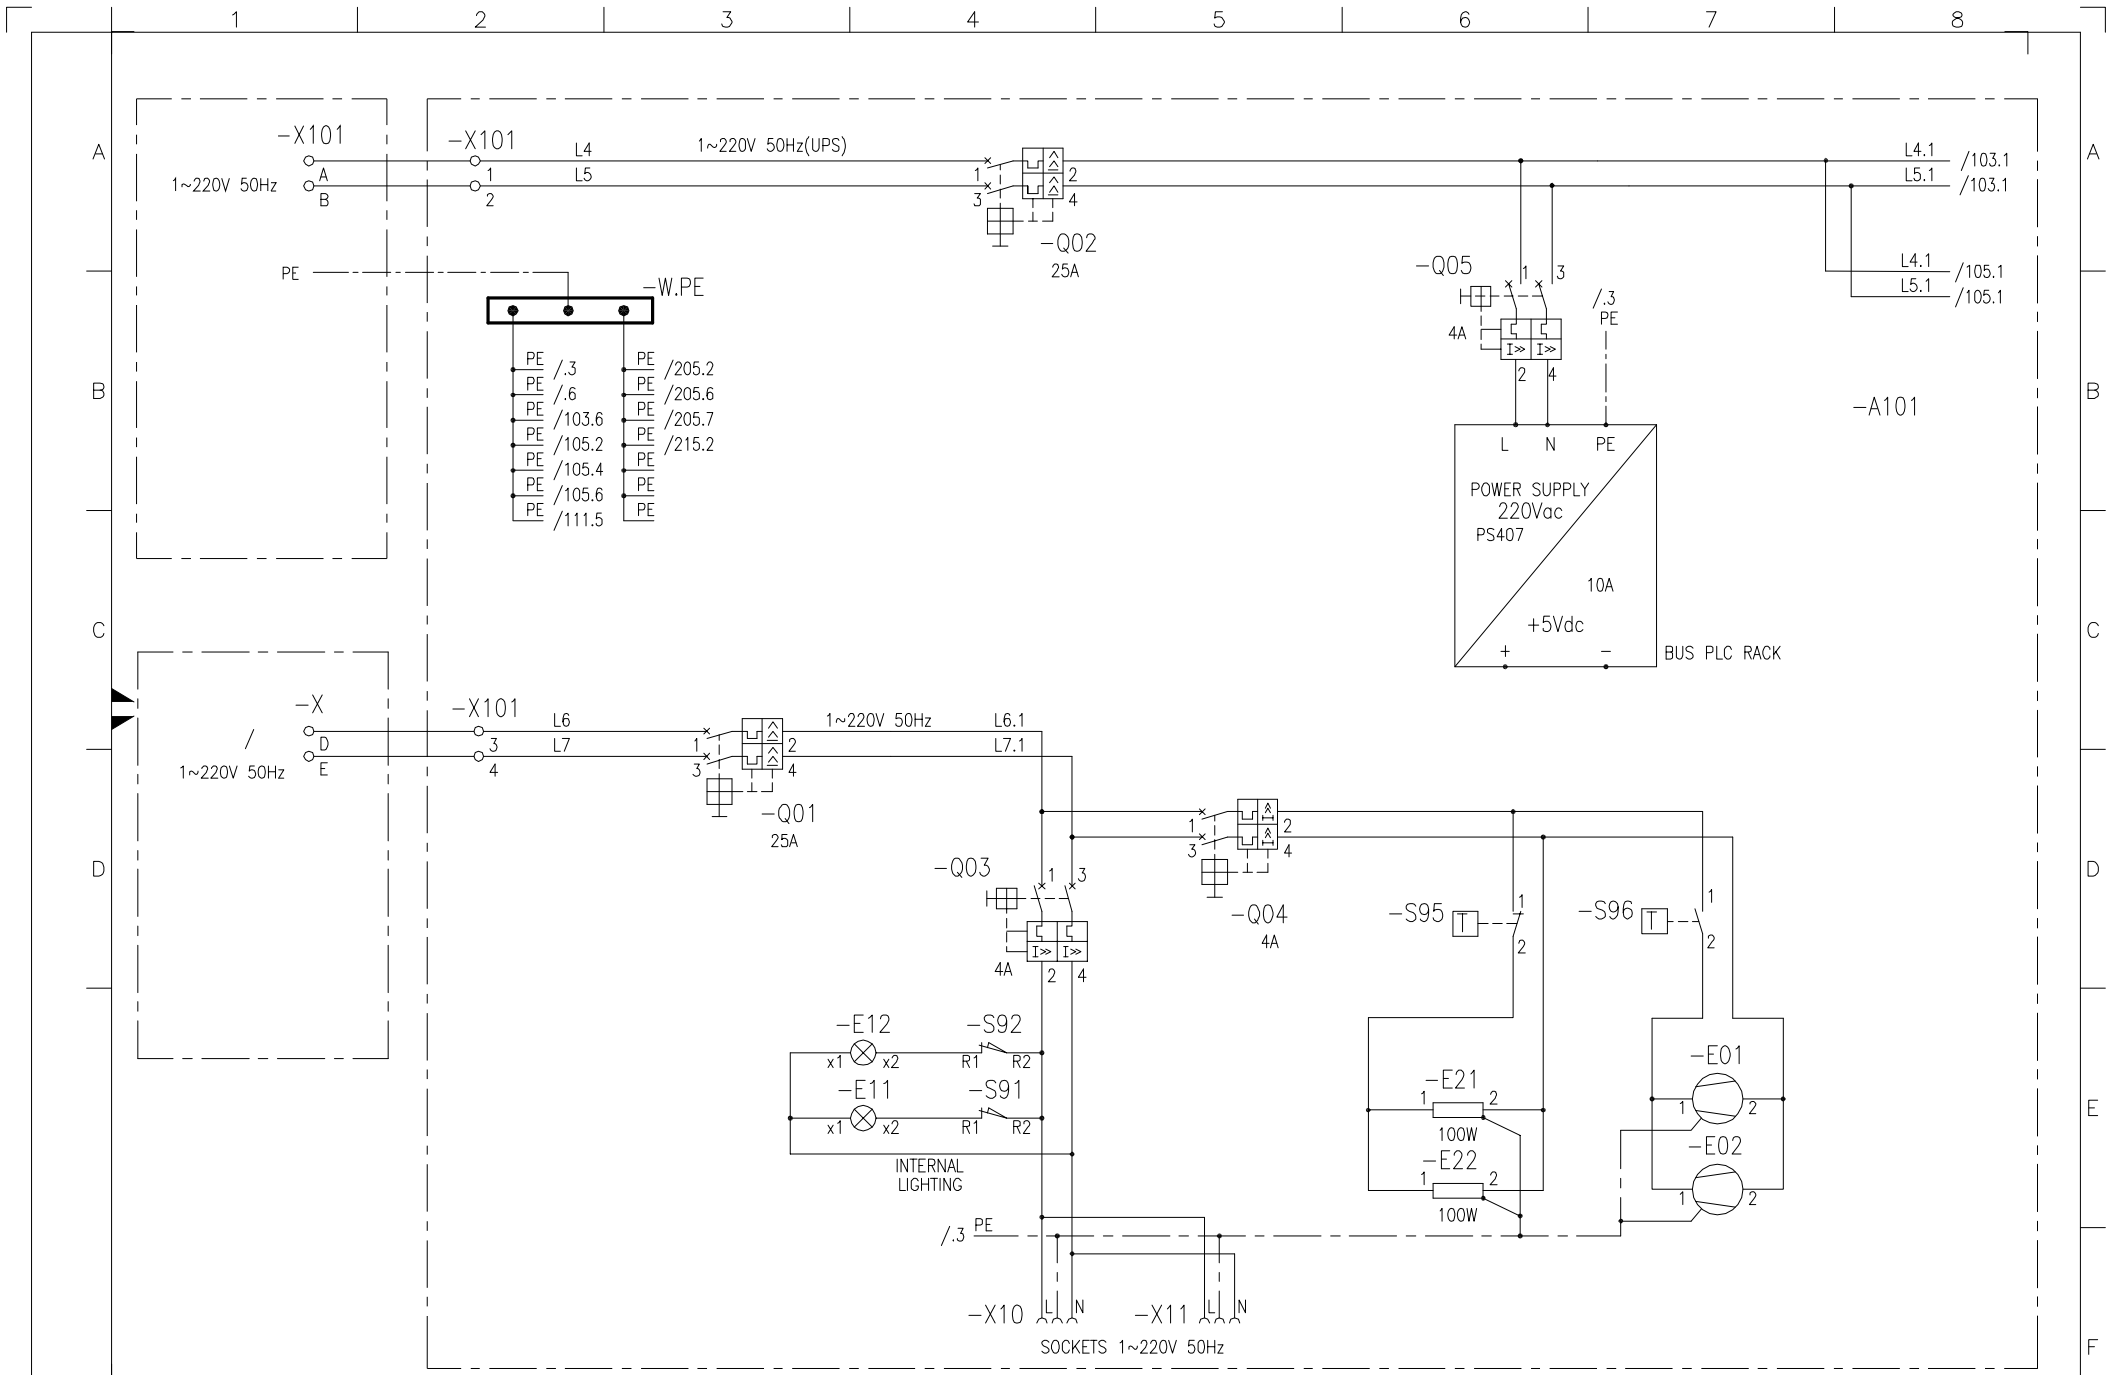 1 2 3 4 5 6 7 8
A A
-X101 -X101 L4 1~220V 50Hz(UPS) L4.1 /103.1
1~220V 50Hz A 1 L5 1 2 L5.1 /103.1
B 2 3 4
-Q02
25A
PE -W.PE -Q05 1 3 L4.1 /105.1
L5.1 /105.1
/.3
PE
4A I>> I>>
2 4
PE /.3 PE /205.2
PE /.6 PE /205.6
PE /103.6 PE /205.7
PE /105.2 PE /215.2
PE /105.4 PE
PE /105.6 PE
PE /111.5 PE
B B
-A101
L N PE
POWER SUPPLY
220Vac
PS407
10A
+5Vdc
+ -
BUS PLC RACK
C C
-X -X101 L6 1~220V 50Hz L6.1
/ D 3 L7 1 2 L7.1
1~220V 50Hz E 4 3 4
-Q01
25A
1 2
3 4
-Q04
4A
D D
-Q03 1 3
4A I>> I>>
2 4
-S95 T 1 2
-S96 T 1 2
-E12 -S92
x1 x2 R1 R2
-E11 -S91
x1 x2 R1 R2
INTERNAL
LIGHTING
-E21
1 2
100W
-E22
1 2
100W
-E01
1 2
-E02
1 2
E E
/.3 PE
-X10 L N -X11 L N
SOCKETS 1~220V 50Hz
F